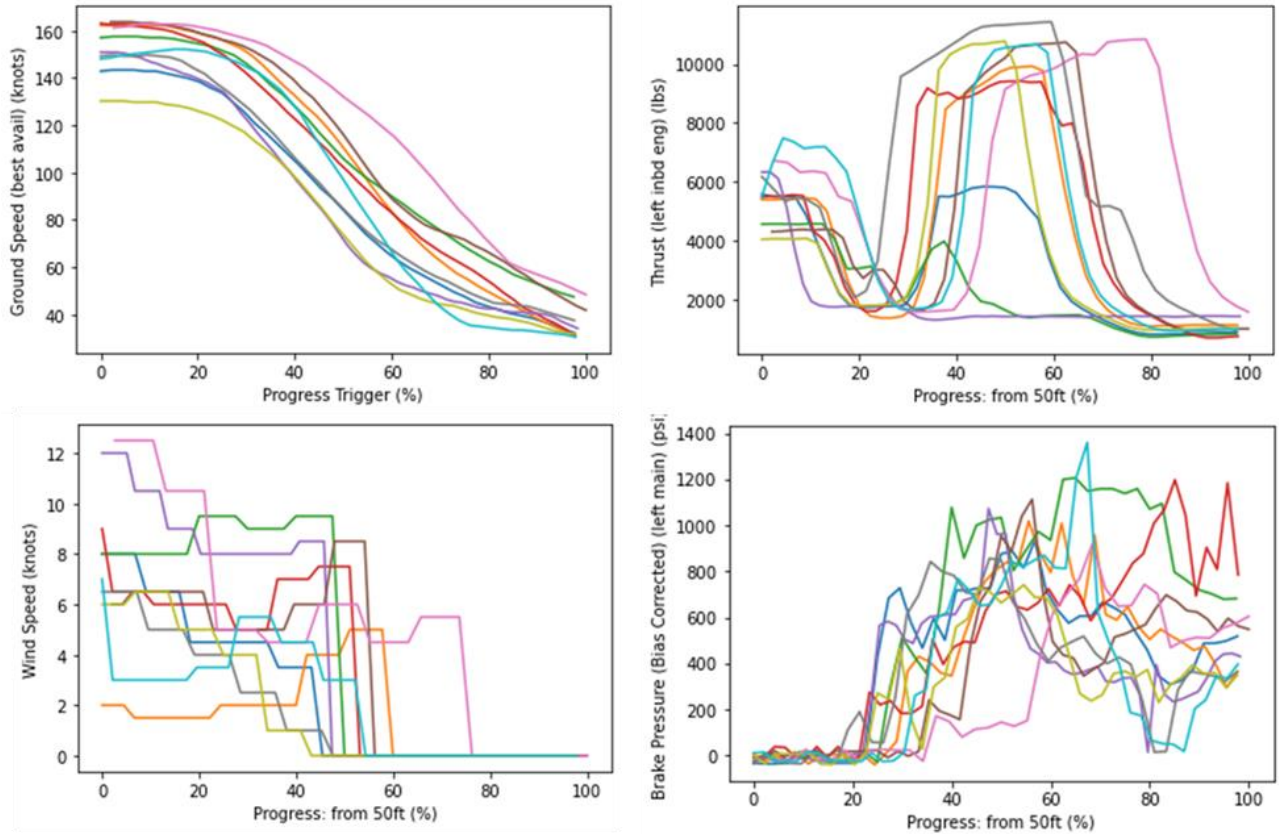 160
140
120
100
80
60
40
Ground Speed (best avail) (knots)
0 20 40 60 80 100
Progress Trigger (%)
10000
8000
6000
4000
2000
Thrust (left inbd eng) (lbs)
0 20 40 60 80 100
Progress: from 50ft (%)
12
10
8
6
4
2
0
Wind Speed (knots)
0 20 40 60 80 100
Progress: from 50ft (%)
1400
1200
1000
800
600
400
200
0
Brake Pressure (Bias Corrected) (left main) (psi)
0 20 40 60 80 100
Progress: from 50ft (%)